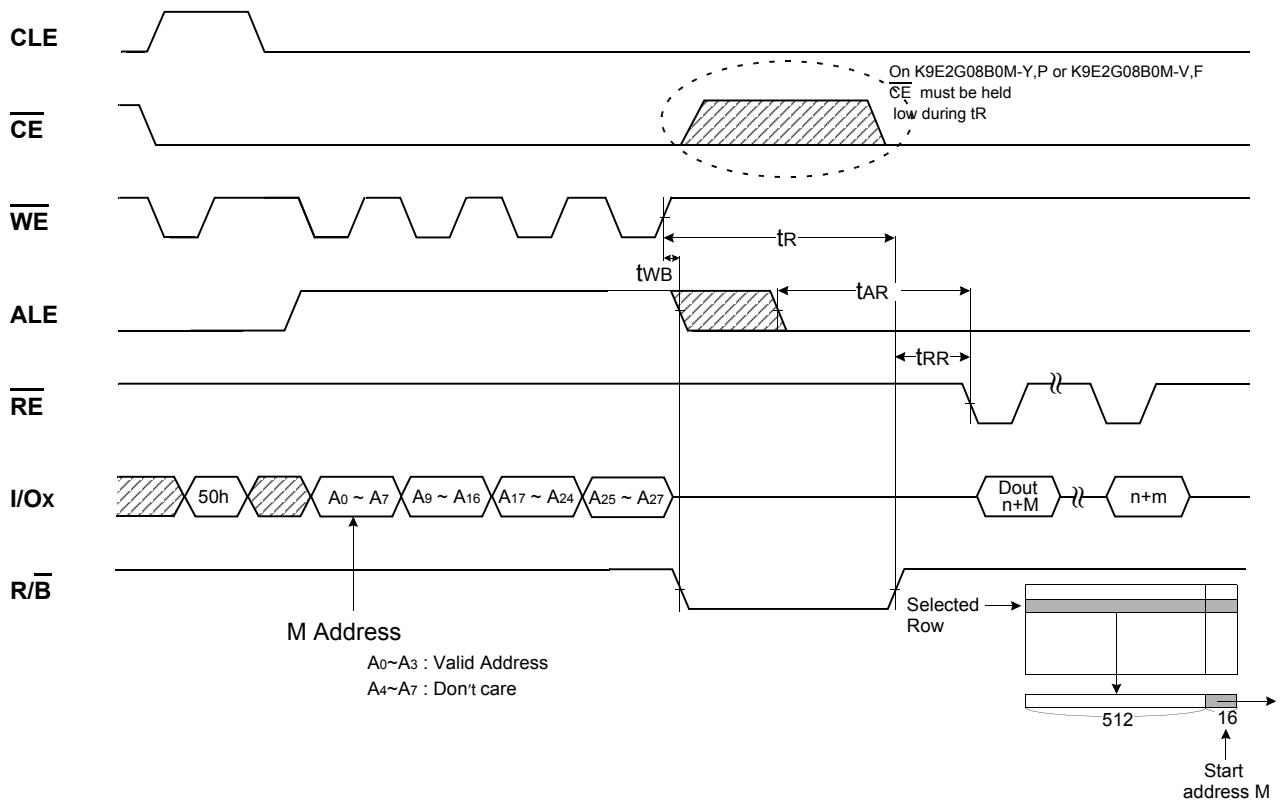 CLE
On K9E2G08B0M-Y,P or K9E2G08B0M-V,F
CE must be held
low during tR
CE
WE
tR
tWB
ALE
tAR
tRR
RE
I/Ox
50h
A0 ~ A7
A9 ~ A16
A17 ~ A24
A25 ~ A27
Dout
n+M
n+m
R/B
Selected
Row
M Address
A0~A3 : Valid Address
A4~A7 : Don't care
512
16
Start
address M